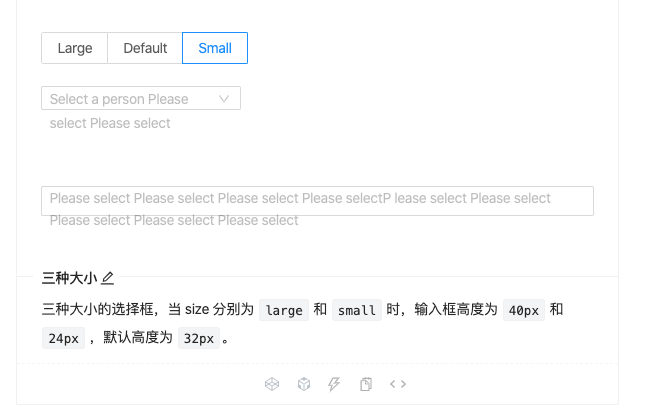 Large Default Small
Select a person Please
select Please select
Please select Please select Please select Please selectP lease select Please select
Please select Please select Please select
三种大小
三种大小的选择框，当 size 分别为 large 和 small 时，输入框高度为 40px 和
24px ，默认高度为 32px 。